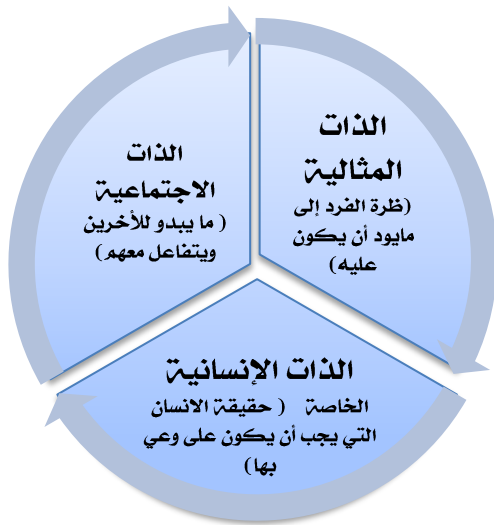 الذات
المثالية
(ظرة الفرد إلى
مايود أن يكون
عليه)
الذات الإنسانية
الخاصة ( حقيقة الانسان
التي يجب أن يكون على وعي
بها)
الذات
الاجتماعية
( ما يبدو للأخرين
ويتفاعل معهم)